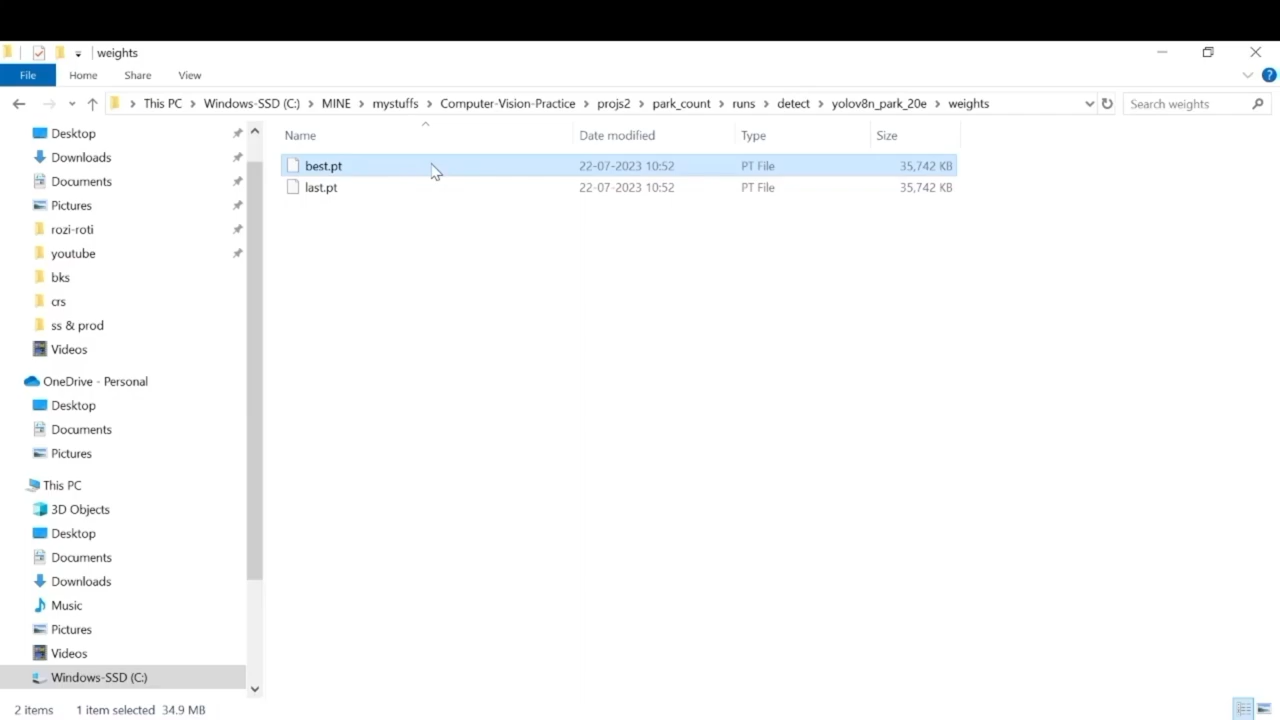 weights
File Home Share View
This PC Windows-SSD (C:) MINE mystuffs Computer-Vision-Practice projs2 park_count runs detect yolov8n_park_20e weights Search weights
Name Date modified Type Size
best.pt 22-07-2023 10:52 PT File 35,742 KB
last.pt 22-07-2023 10:52 PT File 35,742 KB
Desktop
Downloads
Documents
Pictures
rozi-roti
youtube
bks
crs
ss & prod
Videos
OneDrive - Personal
Desktop
Documents
Pictures
This PC
3D Objects
Desktop
Documents
Downloads
Music
Pictures
Videos
Windows-SSD (C:)
2 items 1 item selected 34.9 MB